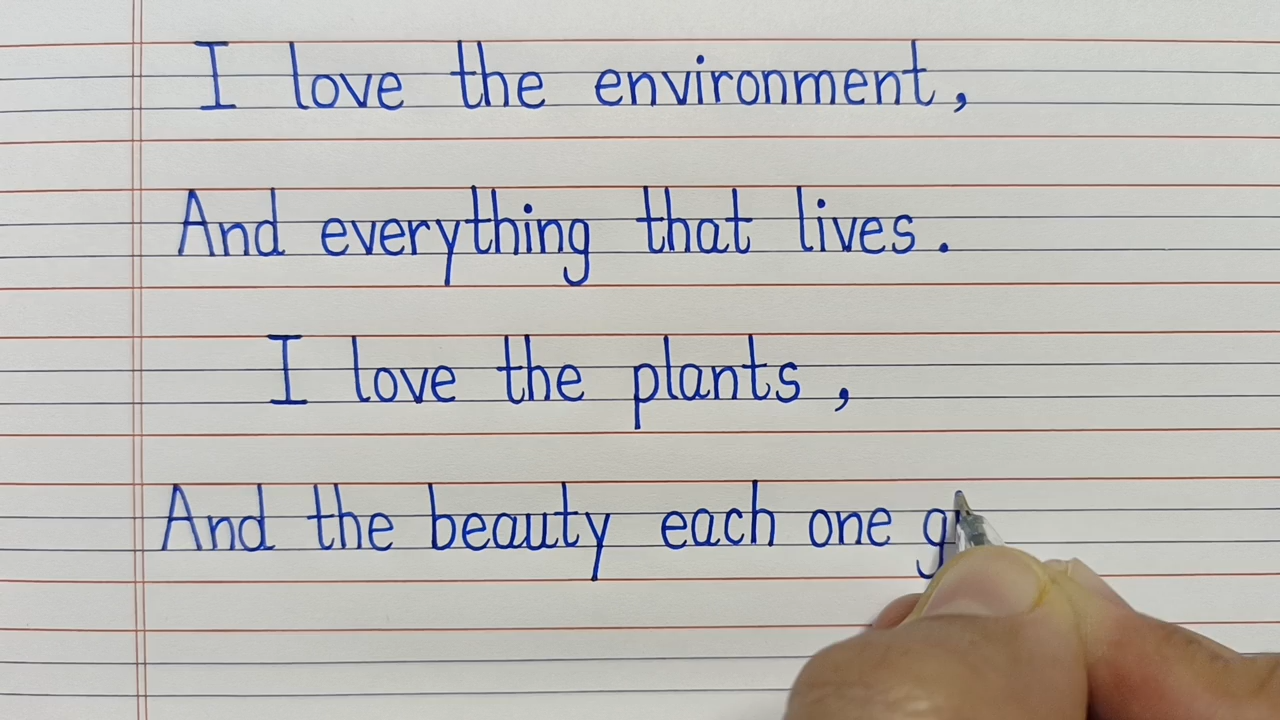 I love the environment,
And everything that lives.
I love the plants,
And the beauty each one